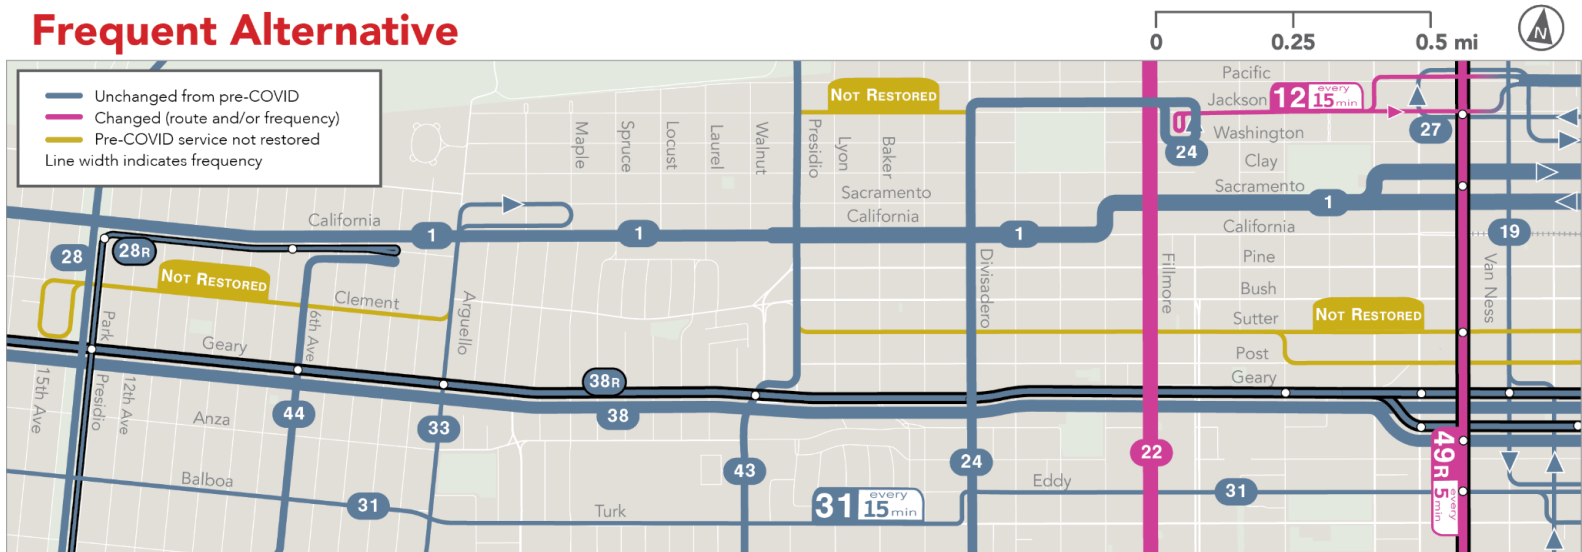 Frequent Alternative
0 0.25 0.5 mi
N
Unchanged from pre-COVID
Changed (route and/or frequency)
Pre-COVID service not restored
Line width indicates frequency
NOT RESTORED
Pacific
Jackson
12 every 15 min
27
Washington
24
Clay
Sacramento
1
California
Maple
Spruce
Locust
Laurel
Walnut
Presidio
Lyon
Baker
Sacramento
California
California
1
1
1
28
28R
19
NOT RESTORED
Clement
Pine
Bush
Sutter
NOT RESTORED
Post
Geary
Divisadero
Fillmore
Van Ness
Park
Presidio
6th Ave
Arguello
Geary
15th Ave
12th Ave
38R
38
Anza
44
33
43
24
22
49R every 5 min
Balboa
31
Turk
31 every 15 min
Eddy
31